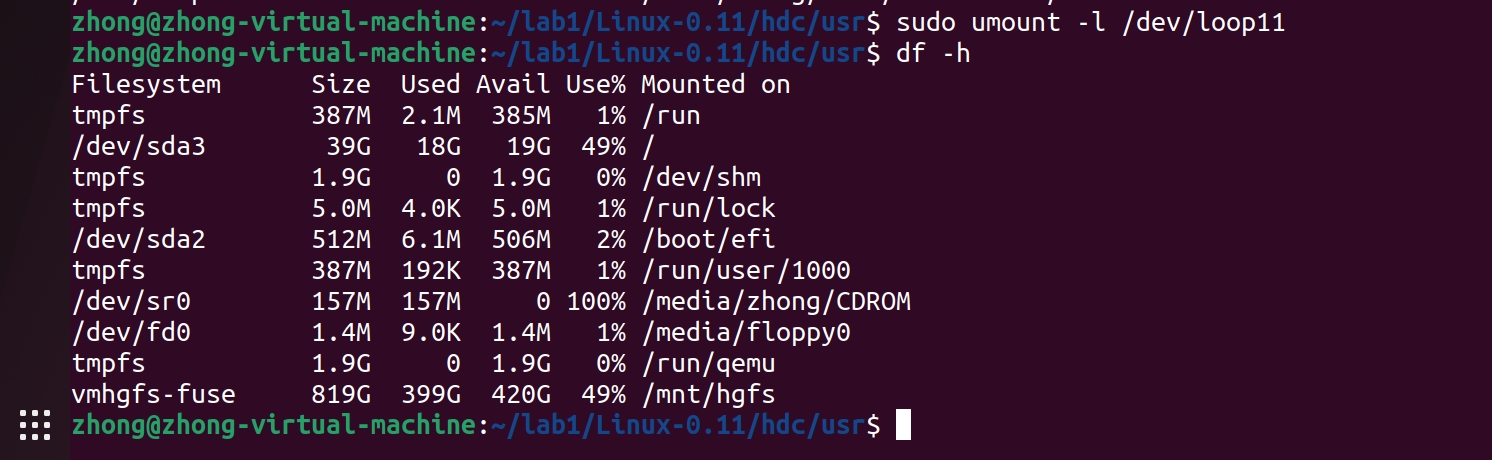 zhong@zhong-virtual-machine:~/lab1/Linux-0.11/hdc/usr$ sudo umount -l /dev/loop11
zhong@zhong-virtual-machine:~/lab1/Linux-0.11/hdc/usr$ df -h
Filesystem      Size  Used Avail Use% Mounted on
tmpfs           387M  2.1M  385M   1% /run
/dev/sda3        39G   18G   19G  49% /
tmpfs           1.9G     0  1.9G   0% /dev/shm
tmpfs           5.0M  4.0K  5.0M   1% /run/lock
/dev/sda2       512M  6.1M  506M   2% /boot/efi
tmpfs           387M  192K  387M   1% /run/user/1000
/dev/sr0        157M  157M     0 100% /media/zhong/CDROM
/dev/fd0        1.4M  9.0K  1.4M   1% /media/floppy0
tmpfs           1.9G     0  1.9G   0% /run/qemu
vmhgfs-fuse     819G  399G  420G  49% /mnt/hgfs
zhong@zhong-virtual-machine:~/lab1/Linux-0.11/hdc/usr$